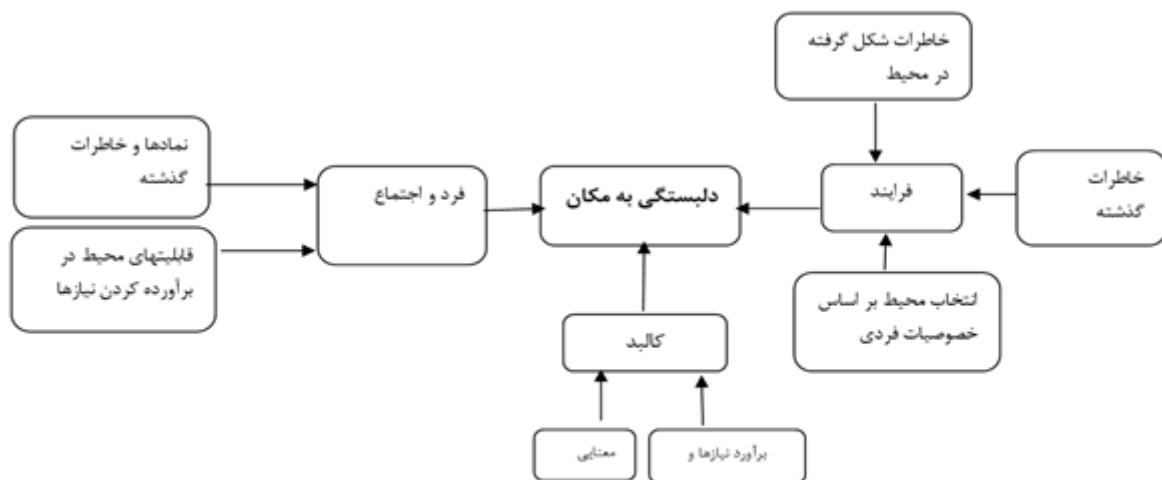 خاطرات شکل گرفته
در محیط
خاطرات
گذشته
فرایند
انتخاب محیط بر اساس
خصوصیات فردی
دلبستگی به مکان
کالبد
برآورد نیازها و
معنایی
فرد و اجتماع
نمادها و خاطرات
گذشته
قابلیتهای محیط در
برآورده کردن نیازها